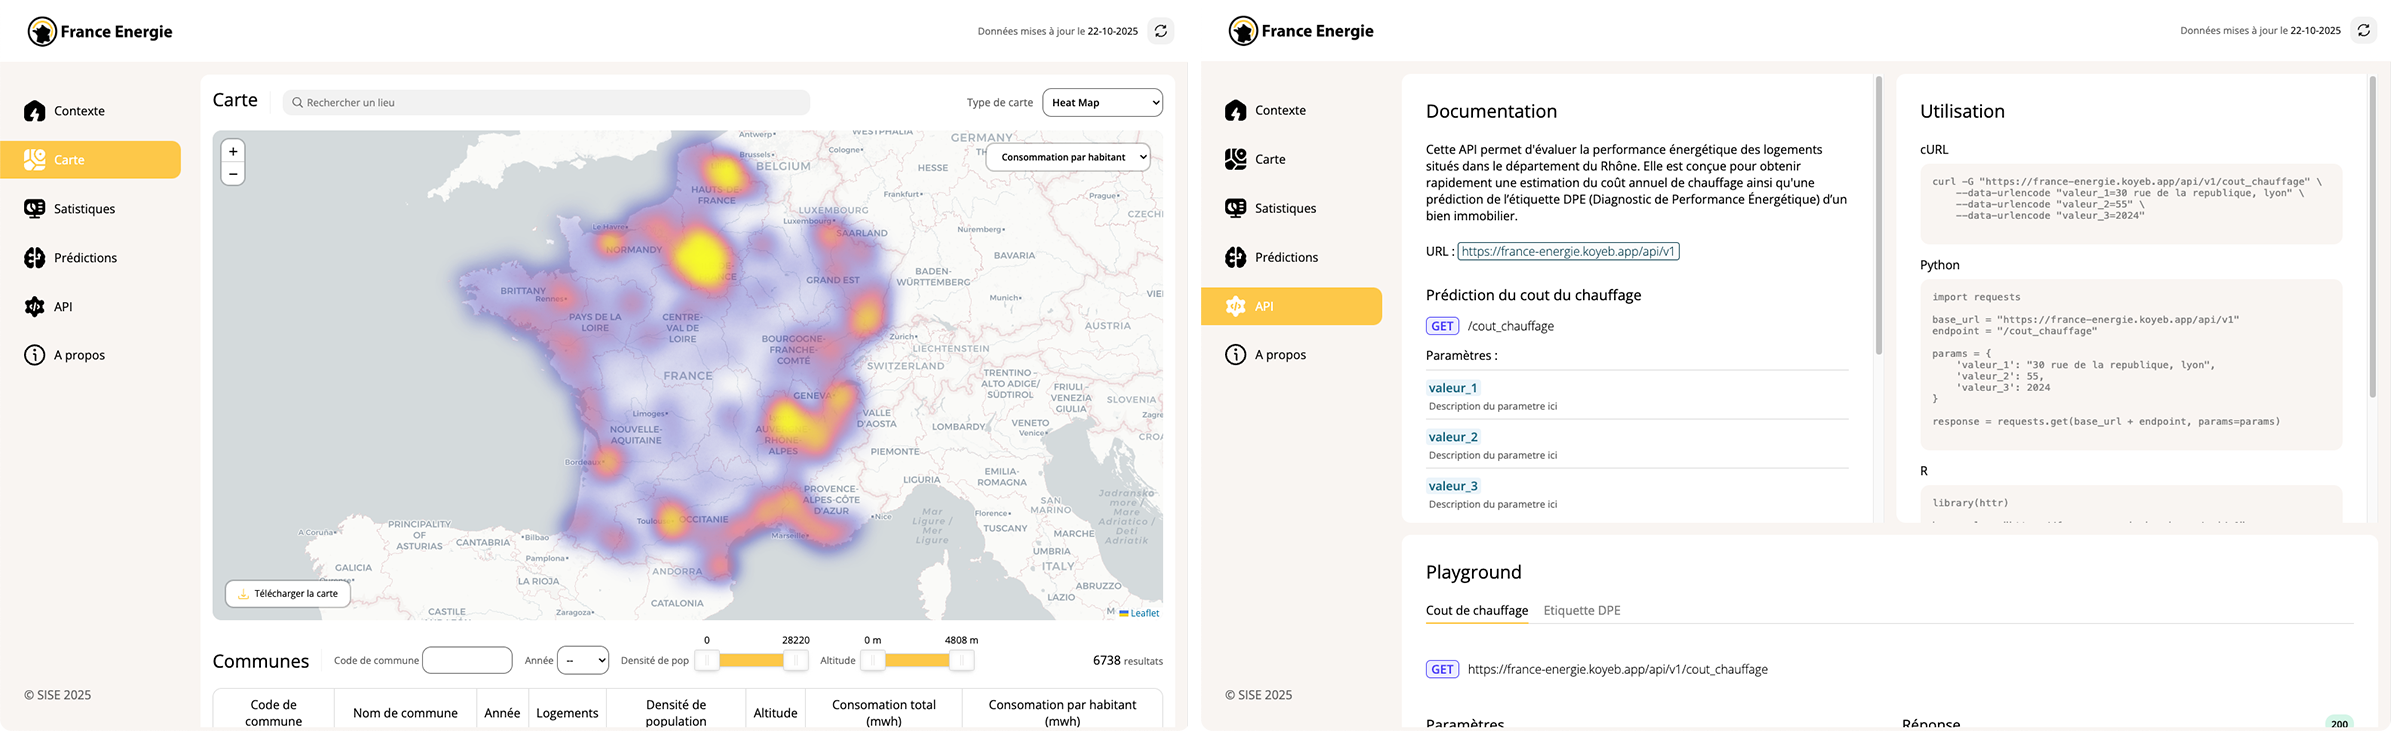 France Energie
Données mises à jour le 22-10-2025
Contexte
Carte
Satistiques
Prédictions
API
A propos
© SISE 2025
Carte
Rechercher un lieu
Type de carte
Heat Map
+
−
Consommation par habitant
Antwerp
WESTPHALIA
Cologne
GERMANY
Brussels
BELGIUM
HESSE
HAUTS-DE-
FRANCE
Frankfurt
Prague
LUXEMBOURG
CZECH
Luxembourg
Le Havre
NORMANDY
SAARLAND
Nuremberg
BAVARIA
GRAND EST
BADEN-
WÜRTTEMBERG
BRITTANY
Rennes
Munich
PAYS DE LA
LOIRE
CENTRE-
VAL DE
LOIRE
AUSTRIA
BOURGOGNE-
FRANCHE-
COMTÉ
Zurich
LIECHTENSTEIN
SWITZERLAND
FRANCE
TRENTINO -
ALTO ADIGE/
SÜDTIROL
FRIULI-
VENEZIA
GIULIA
GENEVA
SLOVENIA
Limoges
VALLE
D'AOSTA
LOMBARDY
VENETO
Venice
Zagre
NOUVELLE-
AQUITAINE
RHÔNE-
ALPES
PIEMONTE
Bordeaux
EMILIA-
ROMAGNA
LIGURIA
PROVENCE-
ALPES-CÔTE
D'AZUR
SAN
MARINO
Jadransko
more /
Mare
Adriatico /
Deti
Adriatik
Toulouse
OCCITANIE
Nice
Mar
Ligure /
Mer
Ligure
Florence
TUSCANY
MARCHE
Marseille
A Coruña
PRINCIPALITY
OF
ASTURIAS
CANTABRIA
Bilbao
Pamplona
UMBRIA
ITALY
GALICIA
LA RIOJA
ANDORRA
ABRUZZO
LAZIO
CATALONIA
CASTILE
Zaragoza
Télécharger la carte
Leaflet
Communes
Code de commune
Année
--
Densité de pop
0
28220
Altitude
0 m
4808 m
6738 resultats
Code de
commune
Nom de commune
Année
Logements
Densité de
population
Altitude
Consomation total
(mwh)
Consomation par habitant
(mwh)
France Energie
Données mises à jour le 22-10-2025
Contexte
Carte
Satistiques
Prédictions
API
A propos
© SISE 2025
Documentation
Cette API permet d'évaluer la performance énergétique des logements
situés dans le département du Rhône. Elle est conçue pour obtenir
rapidement une estimation du coût annuel de chauffage ainsi qu'une
prédiction de l'étiquette DPE (Diagnostic de Performance Énergétique) d'un
bien immobilier.
URL : https://france-energie.koyeb.app/api/v1
Prédiction du cout du chauffage
GET /cout_chauffage
Paramètres :
valeur_1
Description du parametre ici
valeur_2
Description du parametre ici
valeur_3
Description du parametre ici
Utilisation
cURL
curl -G "https://france-energie.koyeb.app/api/v1/cout_chauffage" \
--data-urlencode "valeur_1=30 rue de la republique, lyon" \
--data-urlencode "valeur_2=55" \
--data-urlencode "valeur_3=2024"
Python
import requests
base_url = "https://france-energie.koyeb.app/api/v1"
endpoint = "/cout_chauffage"
params = {
'valeur_1': "30 rue de la republique, lyon",
'valeur_2': 55,
'valeur_3': 2024
}
response = requests.get(base_url + endpoint, params=params)
R
library(httr)
Playground
Cout de chauffage
Etiquette DPE
GET https://france-energie.koyeb.app/api/v1/cout_chauffage
Paramètres
Réponse
200